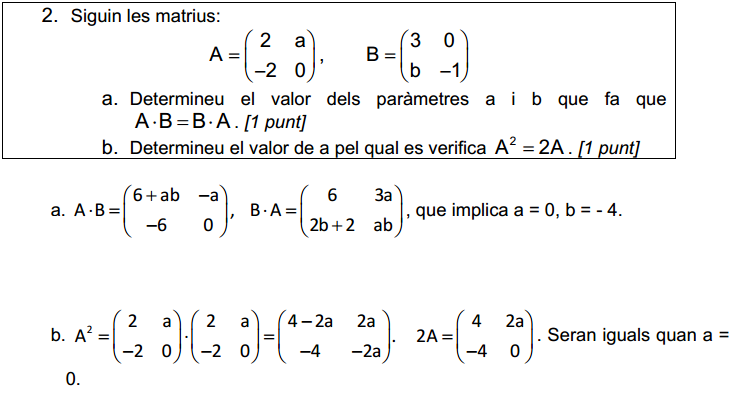 2. Siguin les matrius:
A = (2 a; –2 0), B = (3 0; b –1)
a. Determineu el valor dels paràmetres a i b que fa que
A·B = B·A. [1 punt]
b. Determineu el valor de a pel qual es verifica A² = 2A. [1 punt]
a. A·B = (6+ab –a; –6 0), B·A = (6 3a; 2b+2 ab), que implica a = 0, b = - 4.
b. A² = (2 a; –2 0)·(2 a; –2 0) = (4–2a 2a; –4 –2a). 2A = (4 2a; –4 0). Seran iguals quan a =
0.